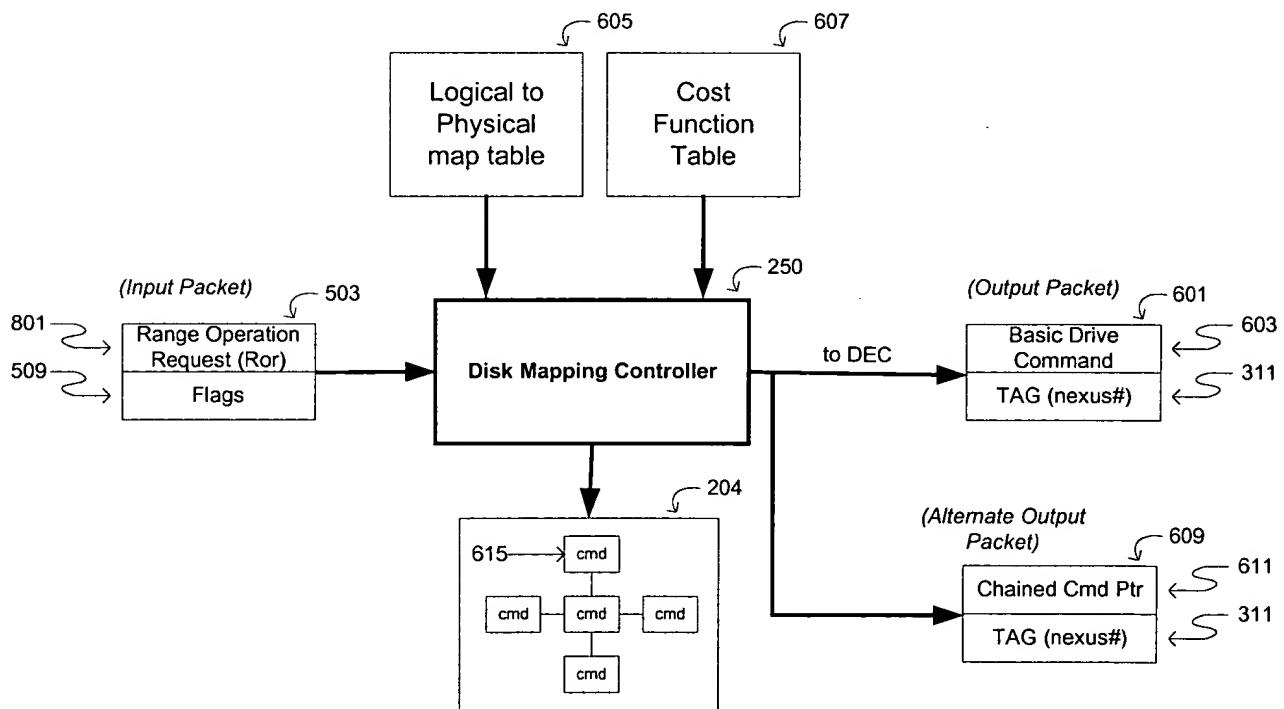 605
607
Logical to
Physical
map table
Cost
Function
Table
(Input Packet)
503
250
(Output Packet)
601
801
Range Operation
Request (Ror)
509
Flags
Disk Mapping Controller
to DEC
Basic Drive
Command
603
TAG (nexus#)
311
204
615
cmd
cmd
cmd
cmd
cmd
(Alternate Output
Packet)
609
Chained Cmd Ptr
611
TAG (nexus#)
311